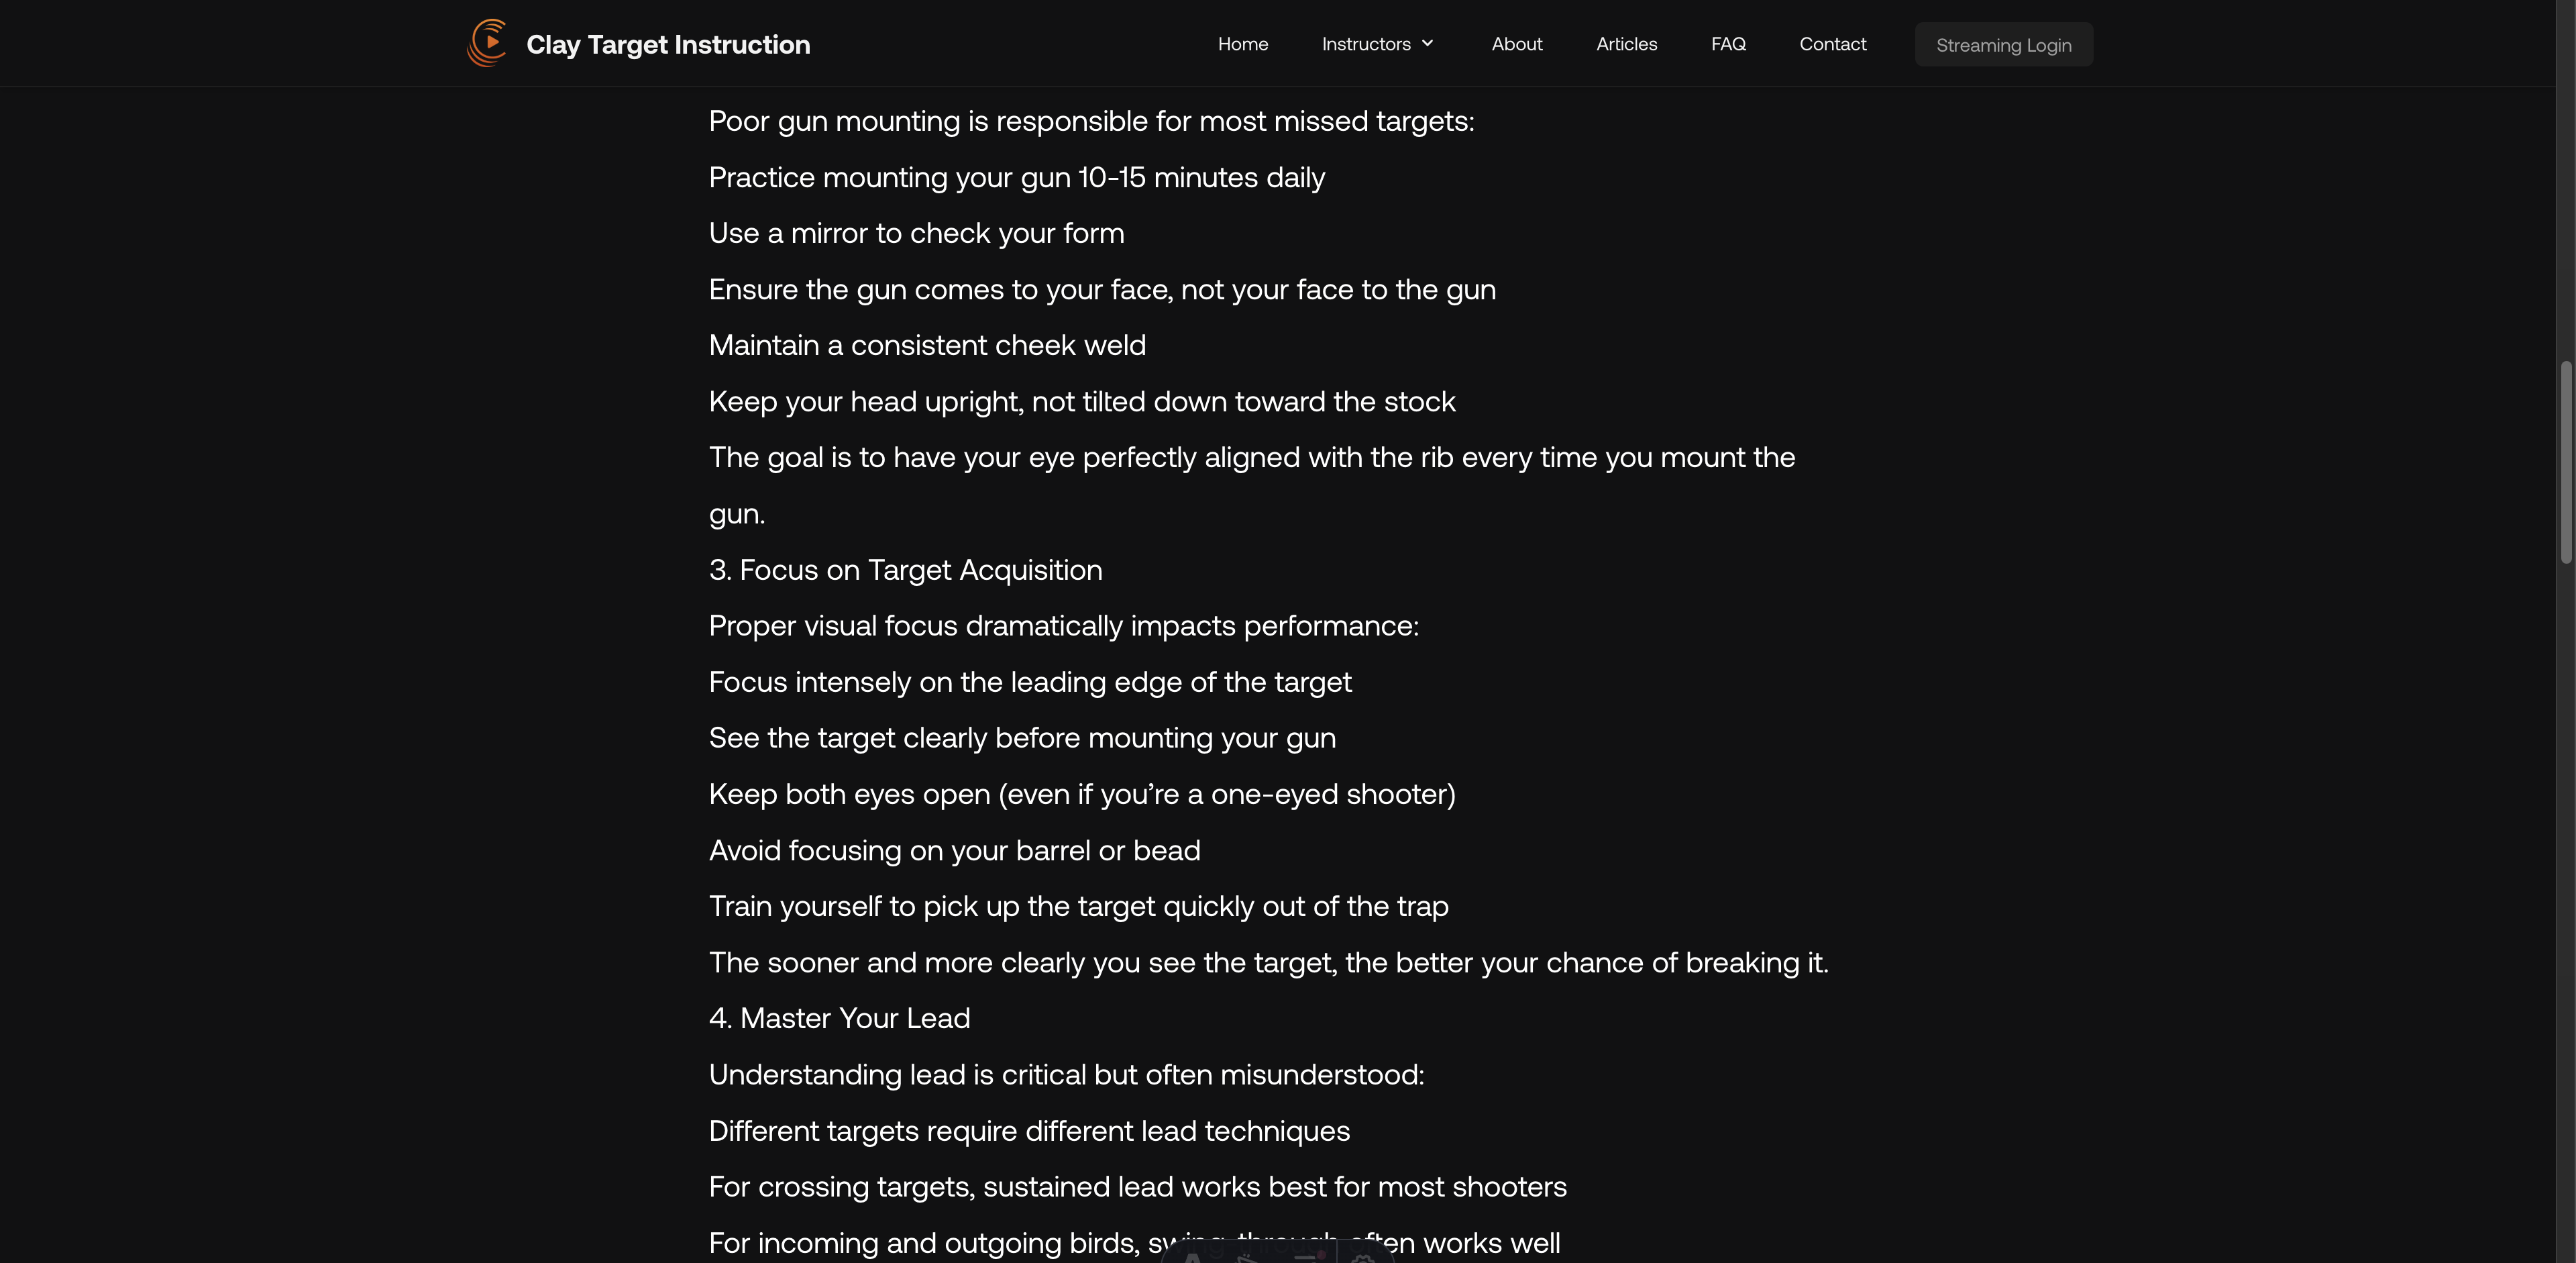 Clay Target Instruction
Home
Instructors
About
Articles
FAQ
Contact
Streaming Login
Poor gun mounting is responsible for most missed targets:
Practice mounting your gun 10-15 minutes daily
Use a mirror to check your form
Ensure the gun comes to your face, not your face to the gun
Maintain a consistent cheek weld
Keep your head upright, not tilted down toward the stock
The goal is to have your eye perfectly aligned with the rib every time you mount the
gun.
3. Focus on Target Acquisition
Proper visual focus dramatically impacts performance:
Focus intensely on the leading edge of the target
See the target clearly before mounting your gun
Keep both eyes open (even if you’re a one-eyed shooter)
Avoid focusing on your barrel or bead
Train yourself to pick up the target quickly out of the trap
The sooner and more clearly you see the target, the better your chance of breaking it.
4. Master Your Lead
Understanding lead is critical but often misunderstood:
Different targets require different lead techniques
For crossing targets, sustained lead works best for most shooters
For incoming and outgoing birds, swing-through often works well